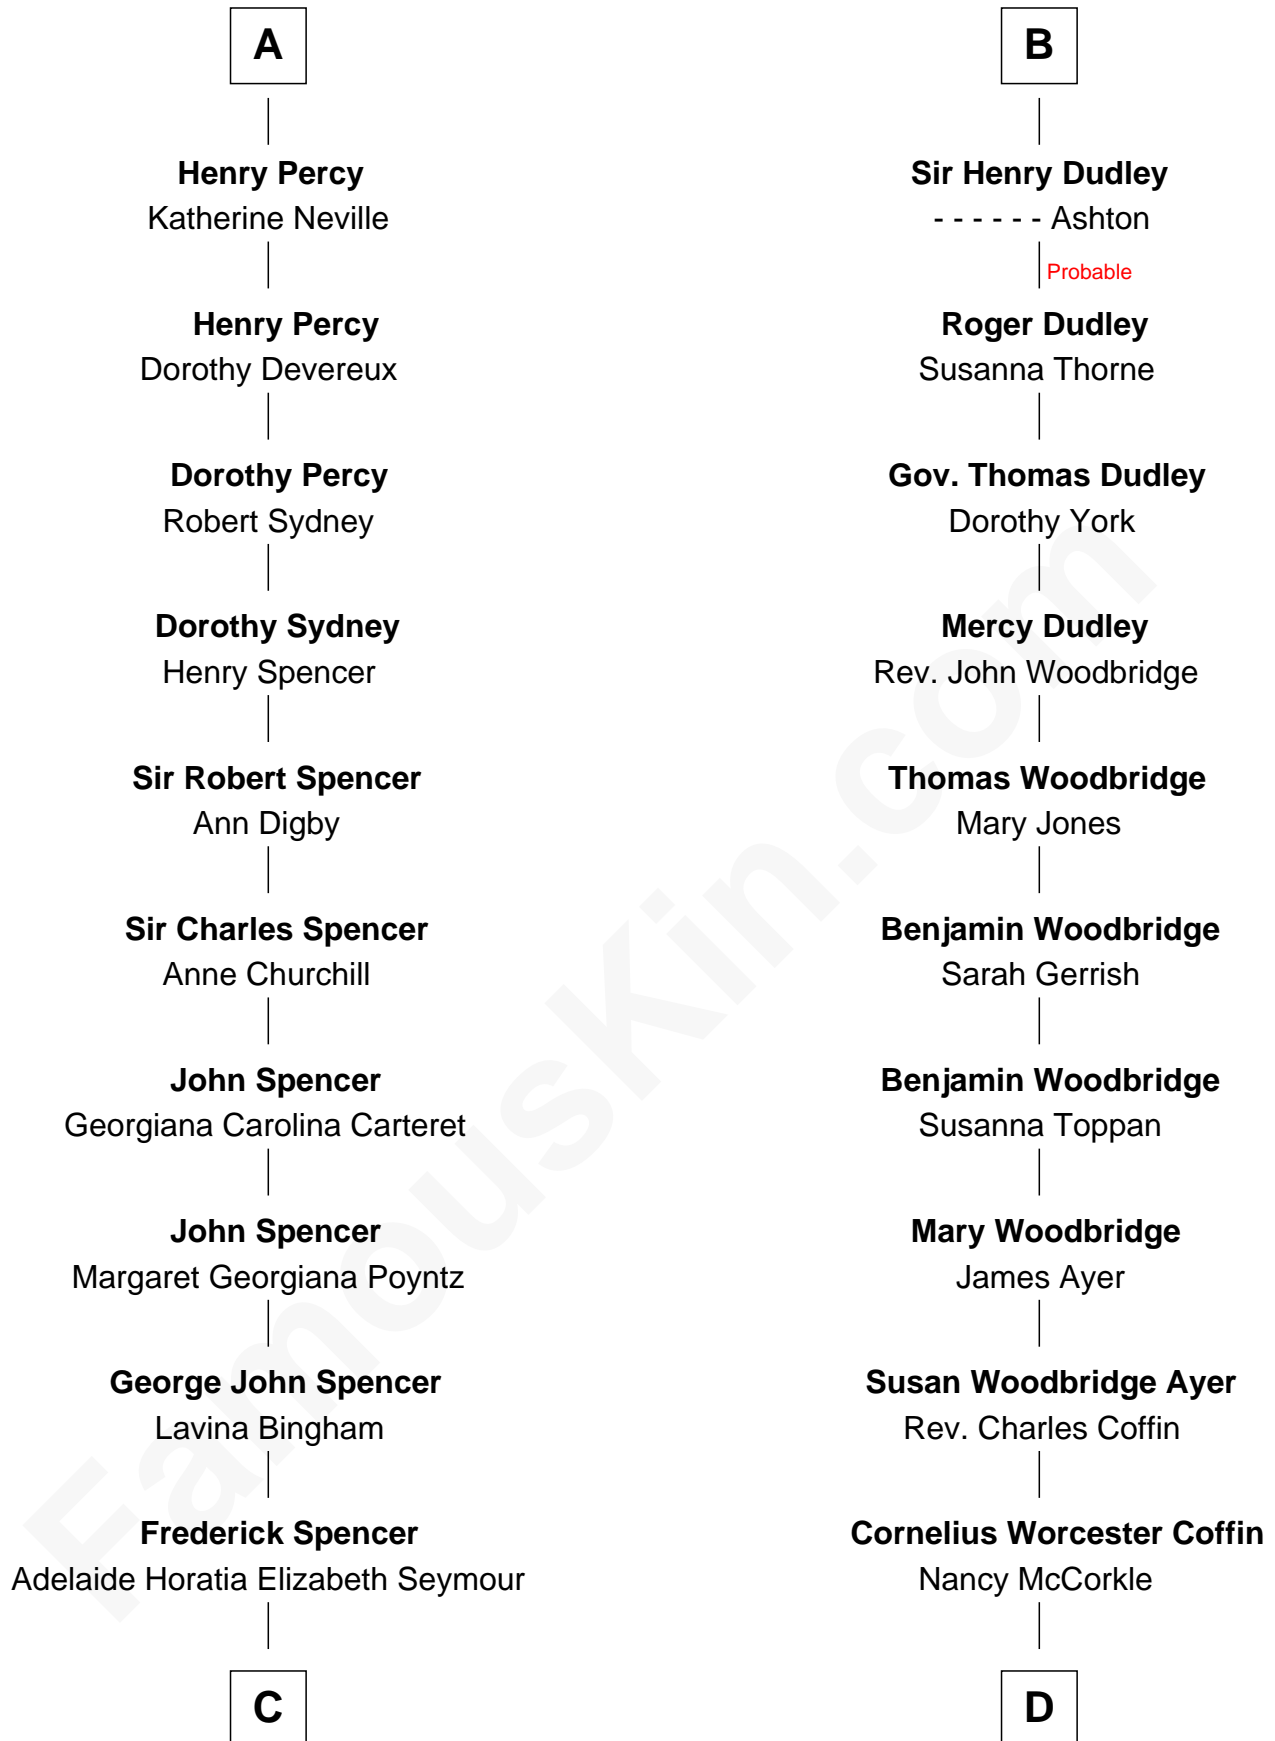 A
Henry Percy
Katherine Neville
Henry Percy
Dorothy Devereux
Dorothy Percy
Robert Sydney
Dorothy Sydney
Henry Spencer
Sir Robert Spencer
Ann Digby
Sir Charles Spencer
Anne Churchill
John Spencer
Georgiana Carolina Carteret
John Spencer
Margaret Georgiana Poyntz
George John Spencer
Lavina Bingham
Frederick Spencer
Adelaide Horatia Elizabeth Seymour
C
B
Sir Henry Dudley
- - - - - - Ashton
Probable
Roger Dudley
Susanna Thorne
Gov. Thomas Dudley
Dorothy York
Mercy Dudley
Rev. John Woodbridge
Thomas Woodbridge
Mary Jones
Benjamin Woodbridge
Sarah Gerrish
Benjamin Woodbridge
Susanna Toppan
Mary Woodbridge
James Ayer
Susan Woodbridge Ayer
Rev. Charles Coffin
Cornelius Worcester Coffin
Nancy McCorkle
D
FamousKin.com